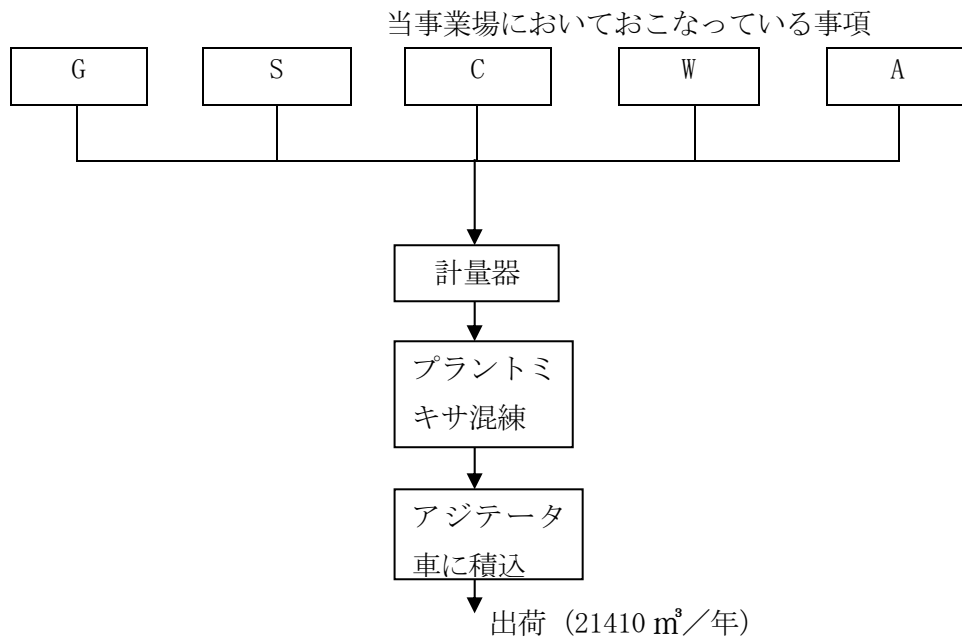 当事業場においておこなっている事項
G S C W A
計量器
プラントミ
キサ混練
アジテータ
車に積込
出荷（21410 ㎥／年）